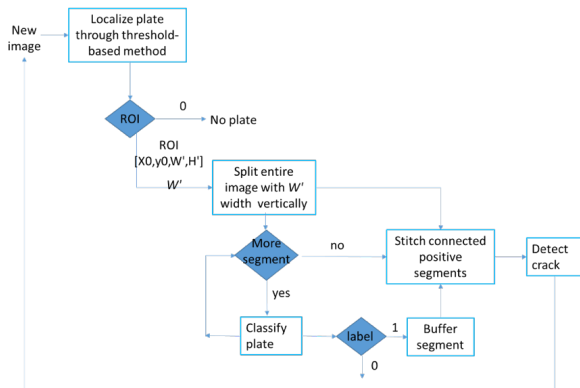 New
image
Localize plate
through threshold-
based method
ROI
0
No plate
ROI
[X0,y0,W',H']
W'
Split entire
image with W'
width vertically
More
segment
no
yes
Stitch connected
positive
segments
Detect
crack
Classify
plate
label
1
0
Buffer
segment